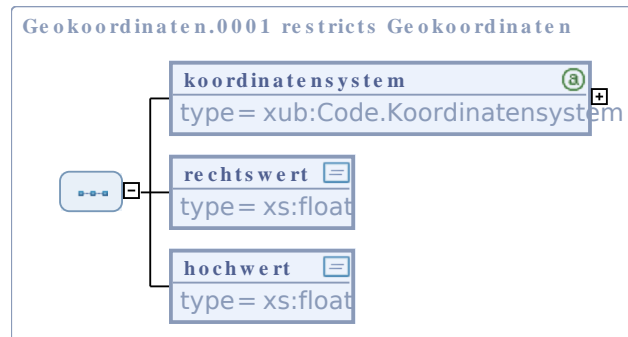 Geokoordinaten.0001 restricts Geokoordinaten
koordinatensystem
type= xub:Code.Koordinatensystem
rechtswert
type= xs:float
hochwert
type= xs:float